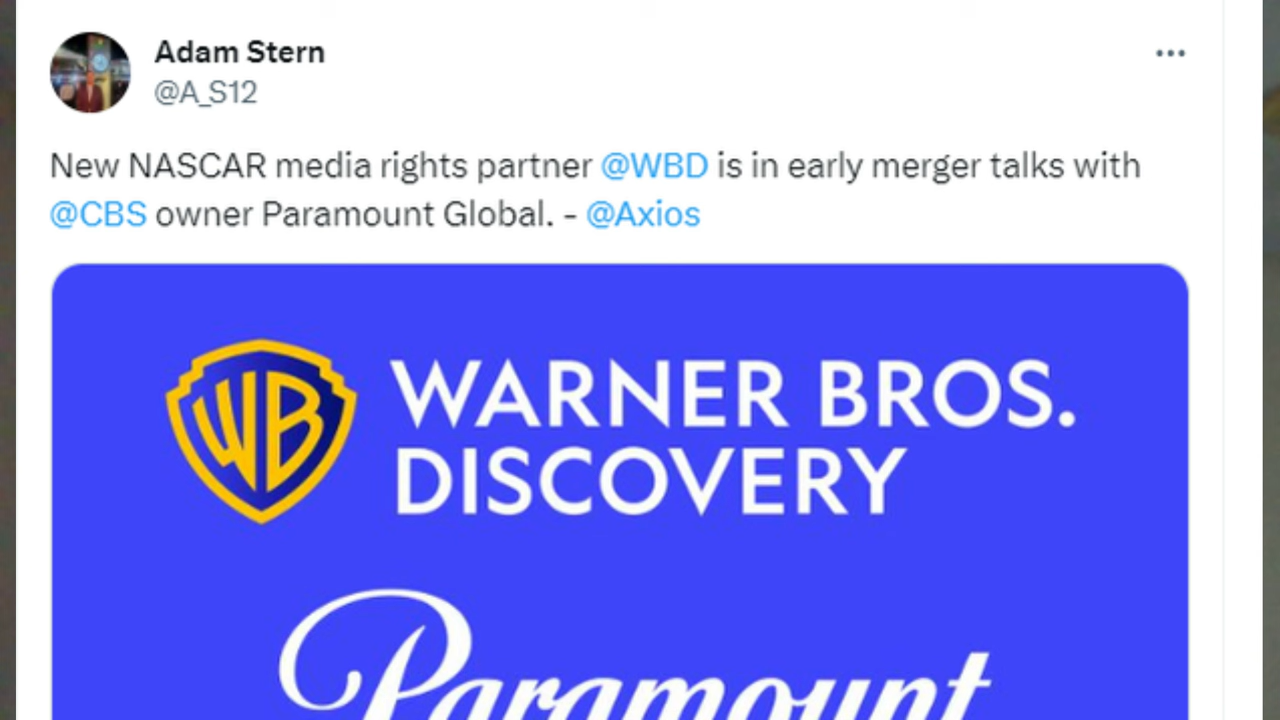 Adam Stern
@A_S12
New NASCAR media rights partner @WBD is in early merger talks with
@CBS owner Paramount Global. - @Axios
WB
WARNER BROS.
DISCOVERY
Paramount